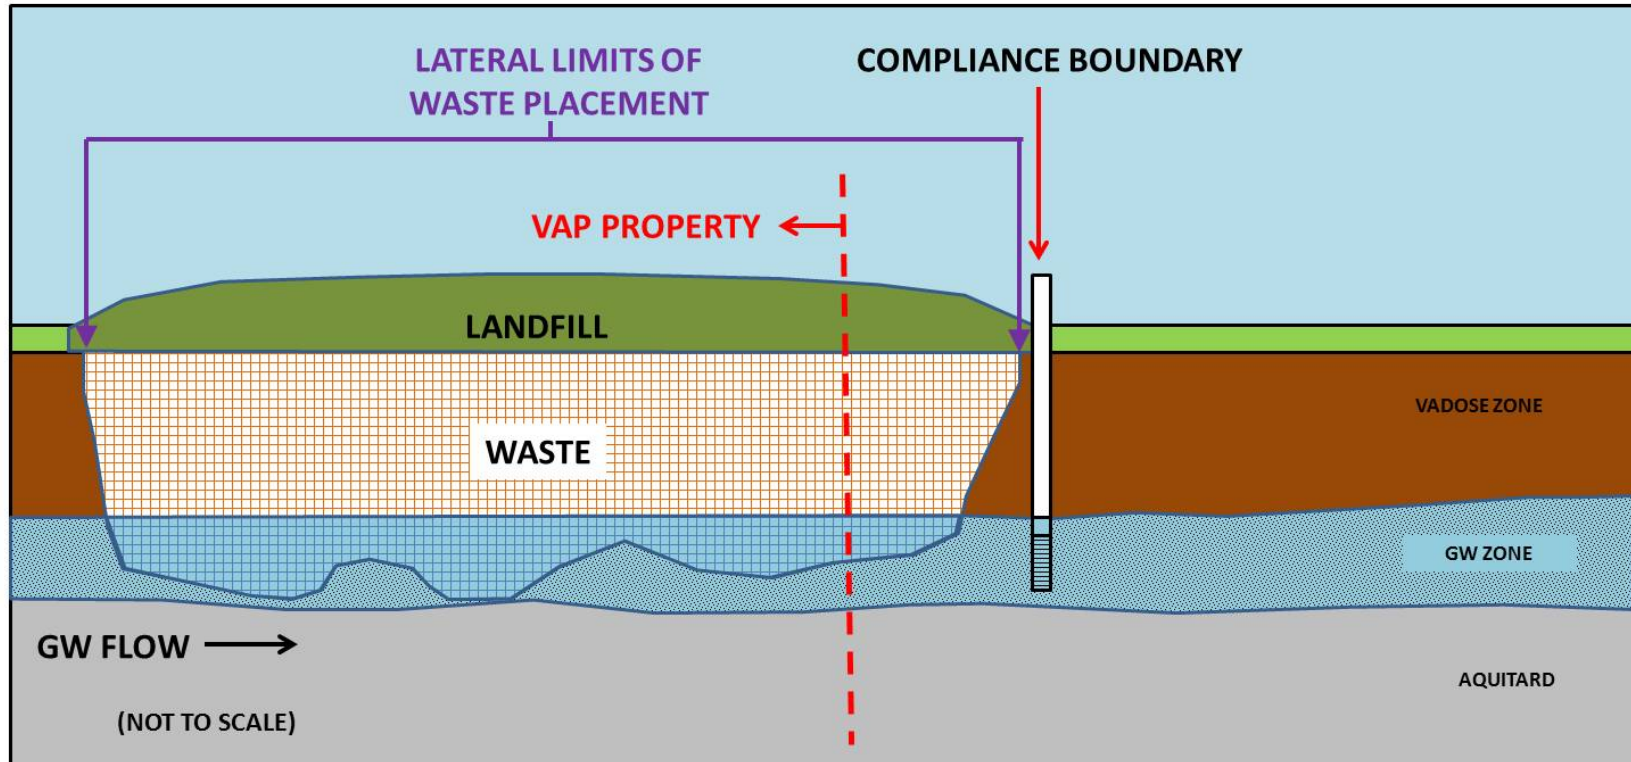 LATERAL LIMITS OF
WASTE PLACEMENT
COMPLIANCE BOUNDARY
VAP PROPERTY
LANDFILL
VADOSE ZONE
WASTE
GW ZONE
GW FLOW
AQUITARD
(NOT TO SCALE)